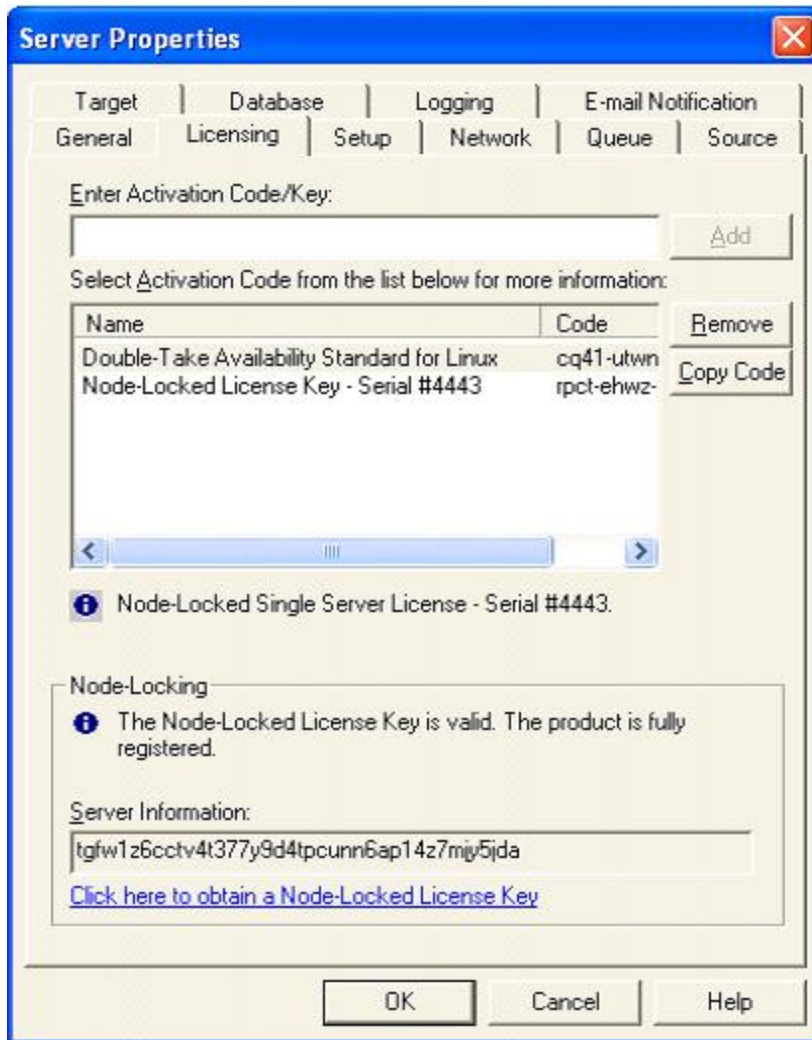 Server Properties
Target Database Logging E-mail Notification
General Licensing Setup Network Queue Source
Enter Activation Code/Key:
Add
Select Activation Code from the list below for more information:
Name Code Remove
Double-Take Availability Standard for Linux cq41-utwn
Copy Code
Node-Locked License Key - Serial #4443 rpct-ehwz-
Node-Locked Single Server License - Serial #4443.
Node-Locking
The Node-Locked License Key is valid. The product is fully
registered.
Server Information:
tgfw1z6cctv4t377y9d4tpcunn6ap14z7mjy5jda
Click here to obtain a Node-Locked License Key
OK Cancel Help